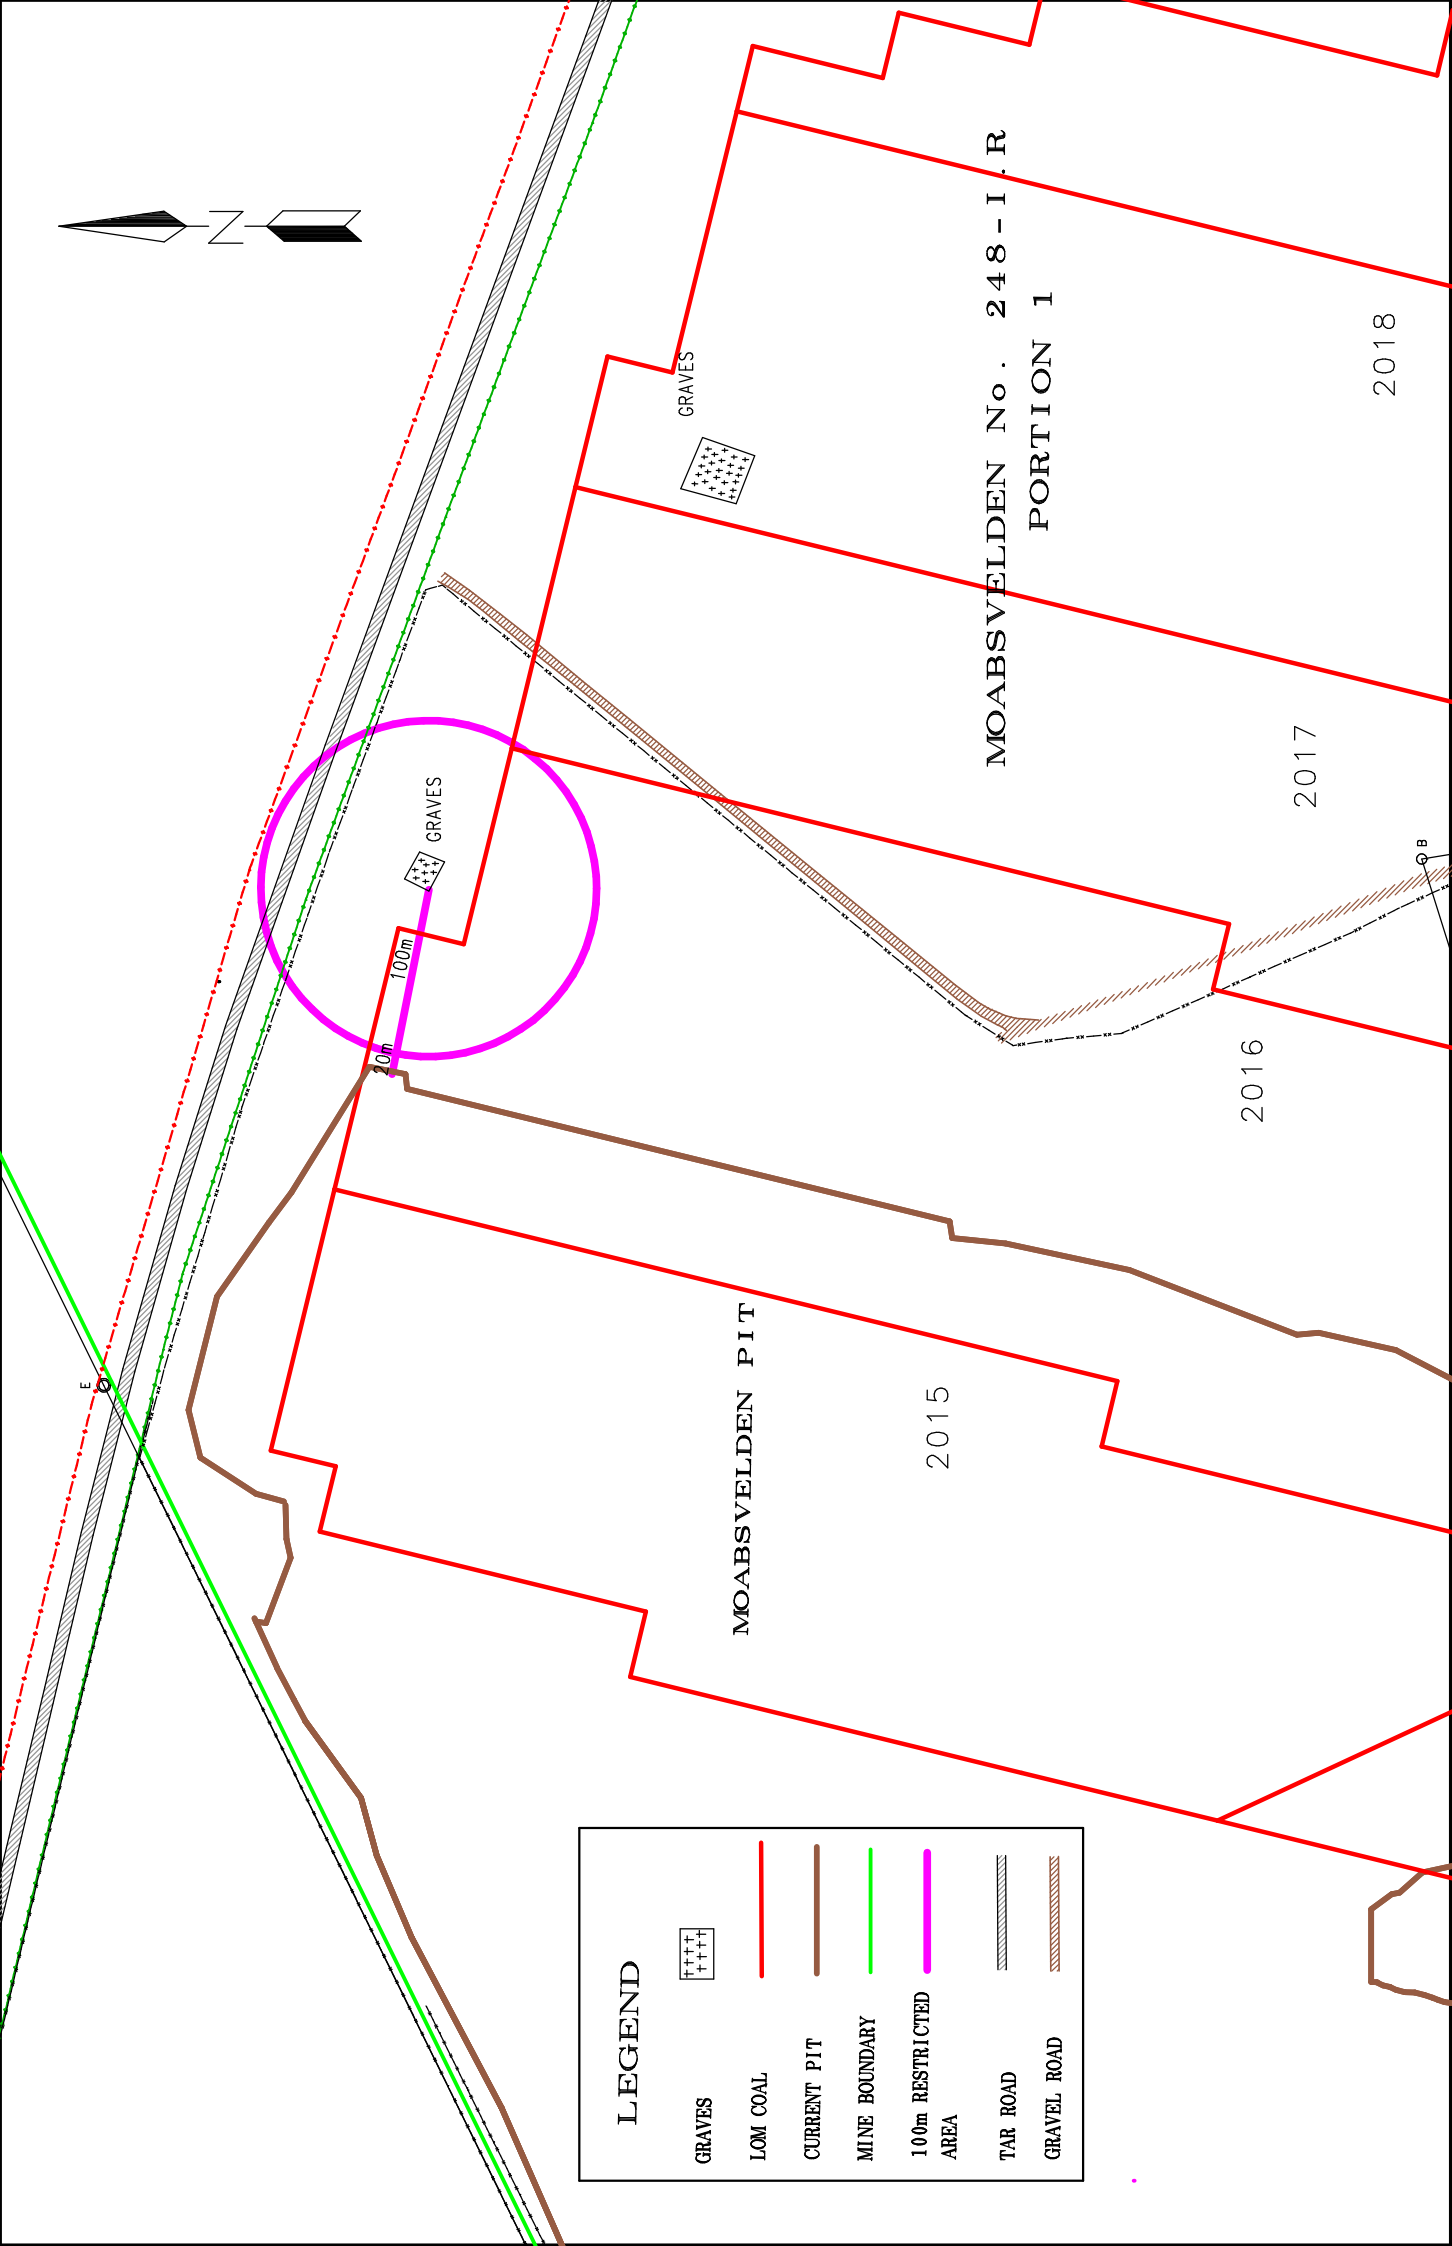 N
GRAVES
GRAVES
MOABSVELDEN No. 248-I.R
PORTION 1
2018
2017
2016
2015
100m
20m
E
B
MOABSVELDEN PIT
LEGEND
GRAVES
LOM COAL
CURRENT PIT
MINE BOUNDARY
100m RESTRICTED
AREA
TAR ROAD
GRAVEL ROAD